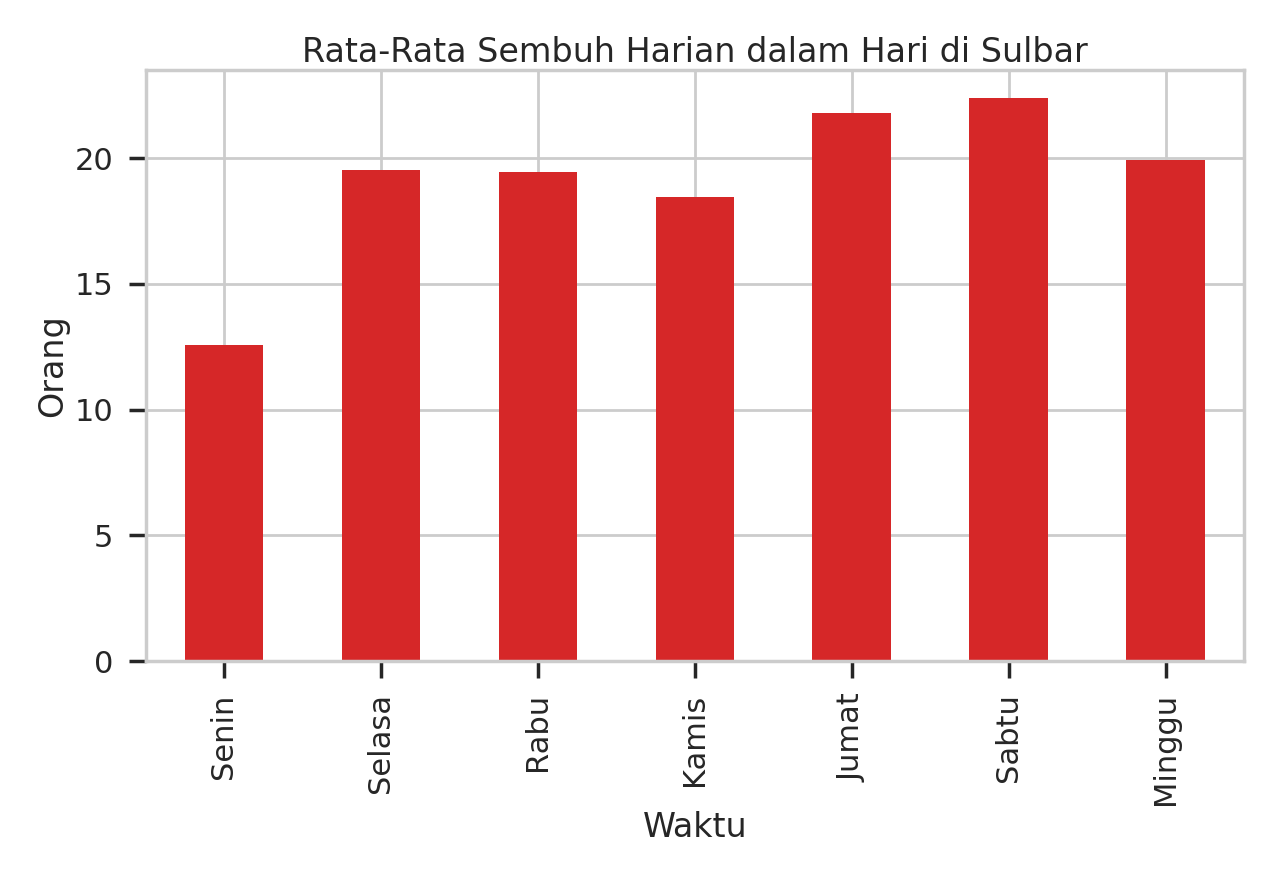 Rata-Rata Sembuh Harian dalam Hari di Sulbar
Orang
20
15
10
5
0
Senin
Selasa
Rabu
Kamis
Jumat
Sabtu
Minggu
Waktu